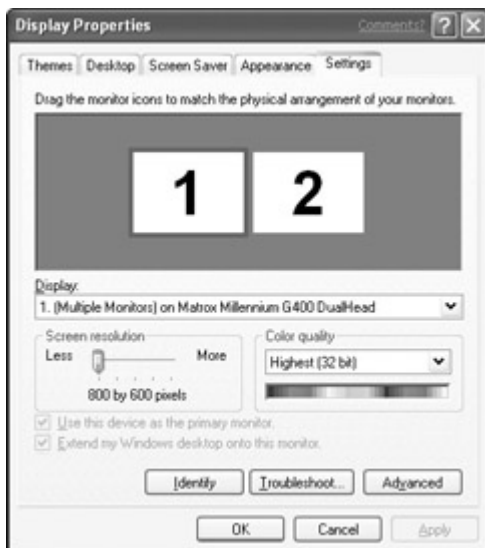 Display Properties Comments? ? X
Themes Desktop Screen Saver Appearance Settings
Drag the monitor icons to match the physical arrangement of your monitors.
1 2
Display:
1. (Multiple Monitors) on Matrox Millennium G400 DualHead
Screen resolution Color quality
Less More Highest (32 bit)
800 by 600 pixels
Use this device as the primary monitor.
Extend my Windows desktop onto this monitor.
Identify Troubleshoot... Advanced
OK Cancel Apply